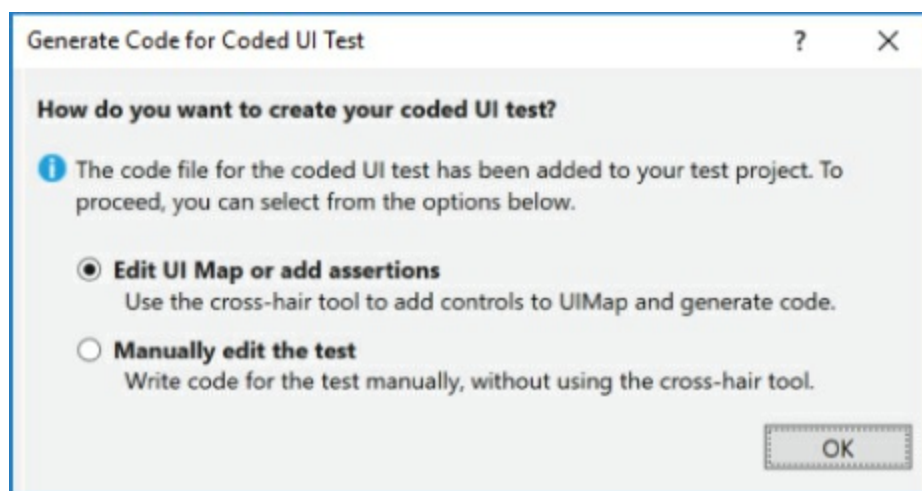 Generate Code for Coded UI Test ?
How do you want to create your coded UI test?
The code file for the coded UI test has been added to your test project. To
proceed, you can select from the options below.
Edit UI Map or add assertions
Use the cross-hair tool to add controls to UIMap and generate code.
Manually edit the test
Write code for the test manually, without using the cross-hair tool.
OK